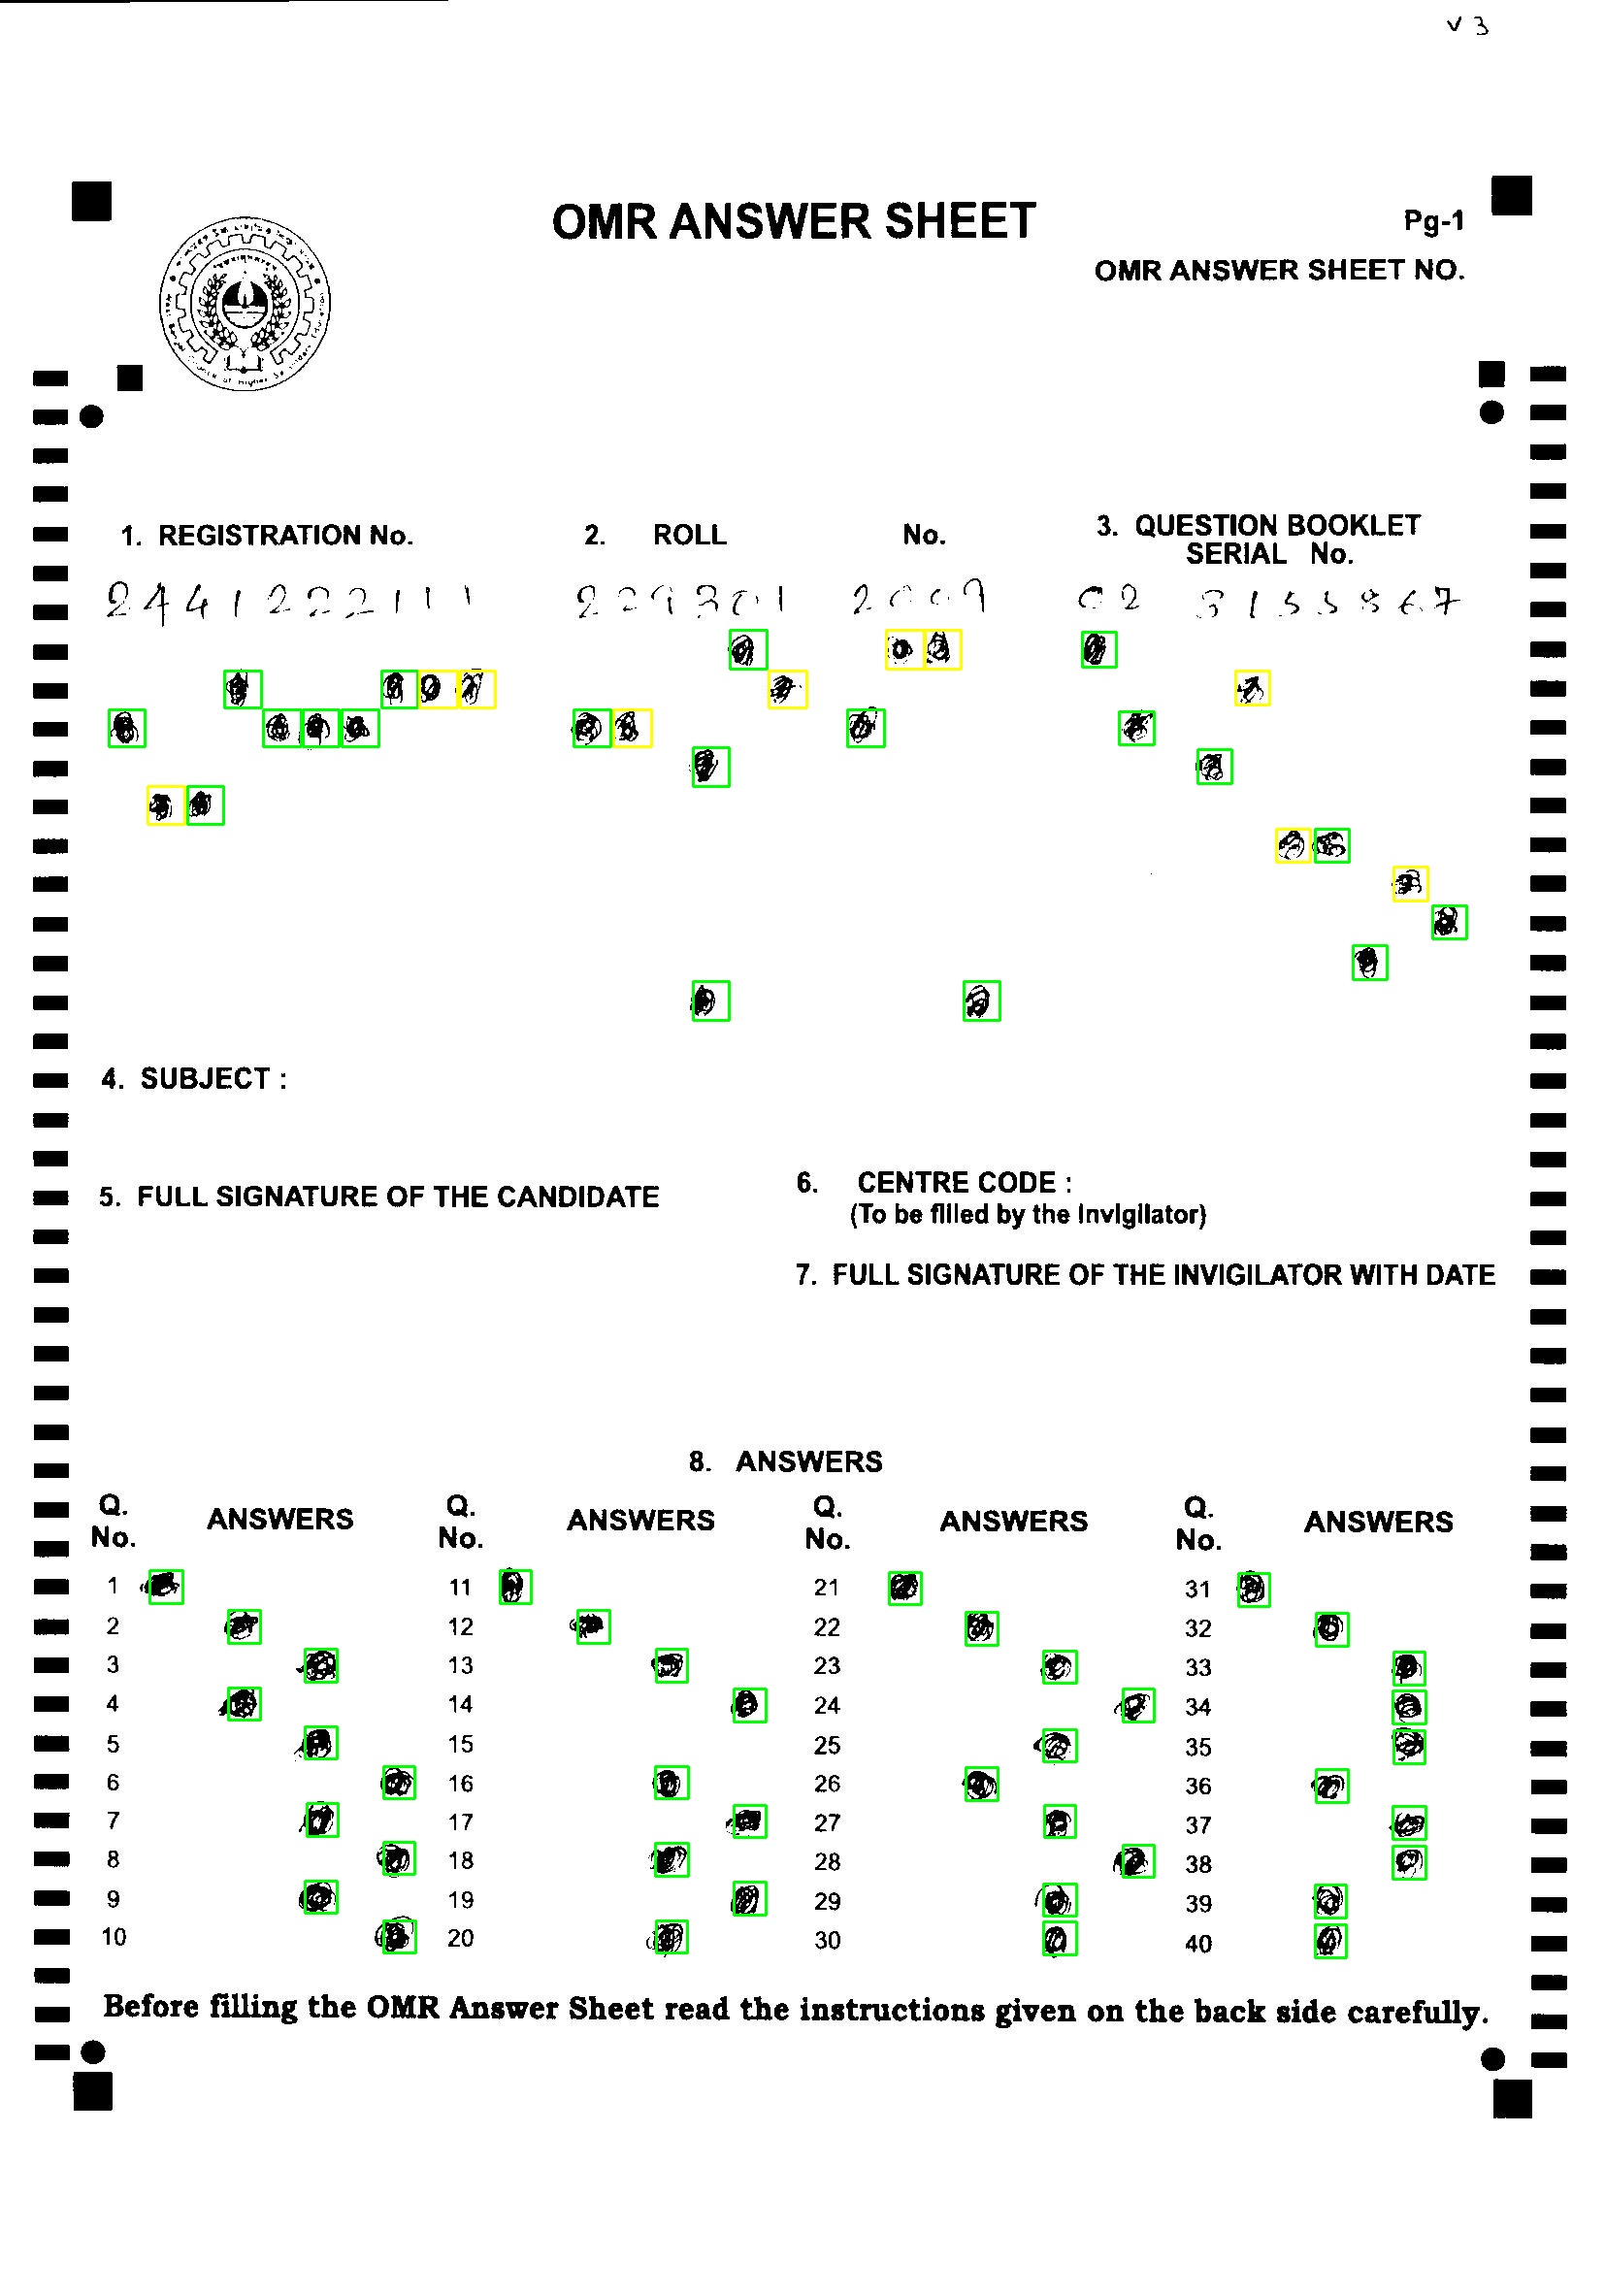 v 3
OMR ANSWER SHEET
Pg-1
OMR ANSWER SHEET NO.
1. REGISTRATION No.
2. ROLL No.
3. QUESTION BOOKLET
SERIAL No.
2441222111 229301 2009 02 3155867
4. SUBJECT :
5. FULL SIGNATURE OF THE CANDIDATE
6. CENTRE CODE :
(To be filled by the Invigilator)
7. FULL SIGNATURE OF THE INVIGILATOR WITH DATE
8. ANSWERS
Q. No. ANSWERS Q. No. ANSWERS Q. No. ANSWERS Q. No. ANSWERS
1 11 21 31
2 12 22 32
3 13 23 33
4 14 24 34
5 15 25 35
6 16 26 36
7 17 27 37
8 18 28 38
9 19 29 39
10 20 30 40
Before filling the OMR Answer Sheet read the instructions given on the back side carefully.